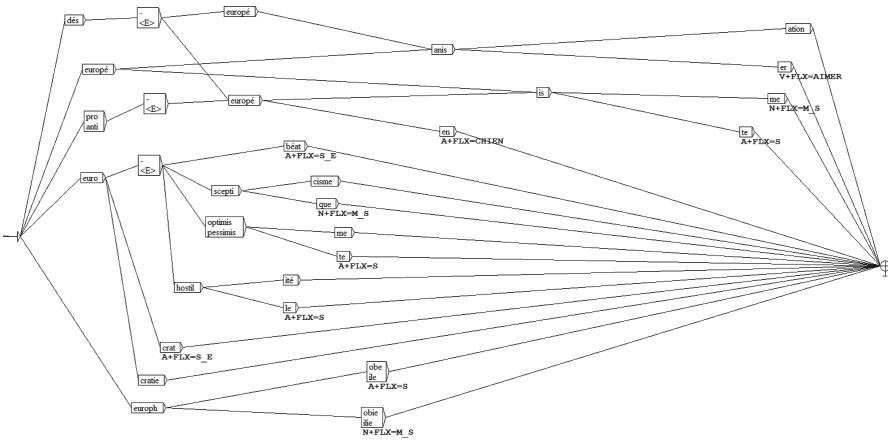 dés
-
<E>
europé
anis
ation
er
V+FLX=AIMER
europé
pro
anti
-
<E>
europé
is
me
N+FLX=M_S
en
A+FLX=CHIEN
te
A+FLX=S
euro
-
<E>
béat
A+FLX=S_E
scepti
cisme
que
N+FLX=M_S
optimis
pessimis
me
te
A+FLX=S
hostil
ité
le
A+FLX=S
crat
A+FLX=S_E
cratie
europh
obe
ile
A+FLX=S
obie
ilie
N+FLX=M_S